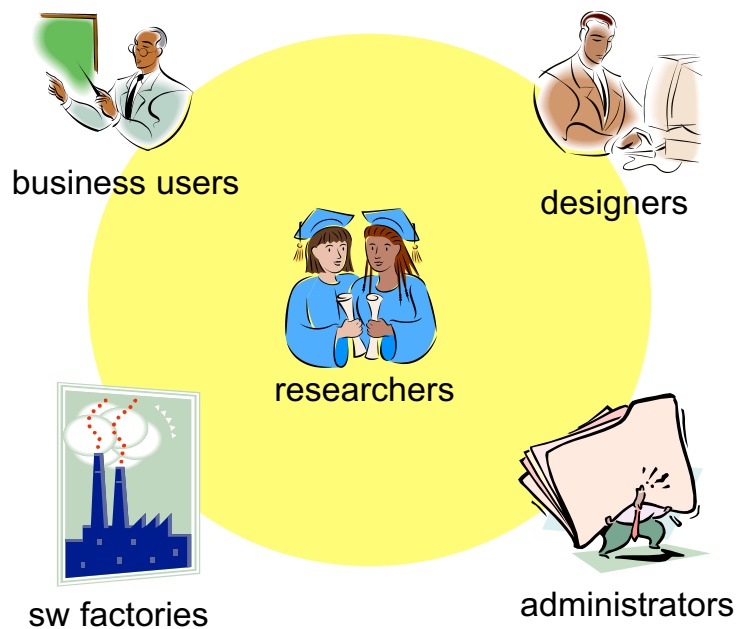 business users
designers
researchers
sw factories
administrators